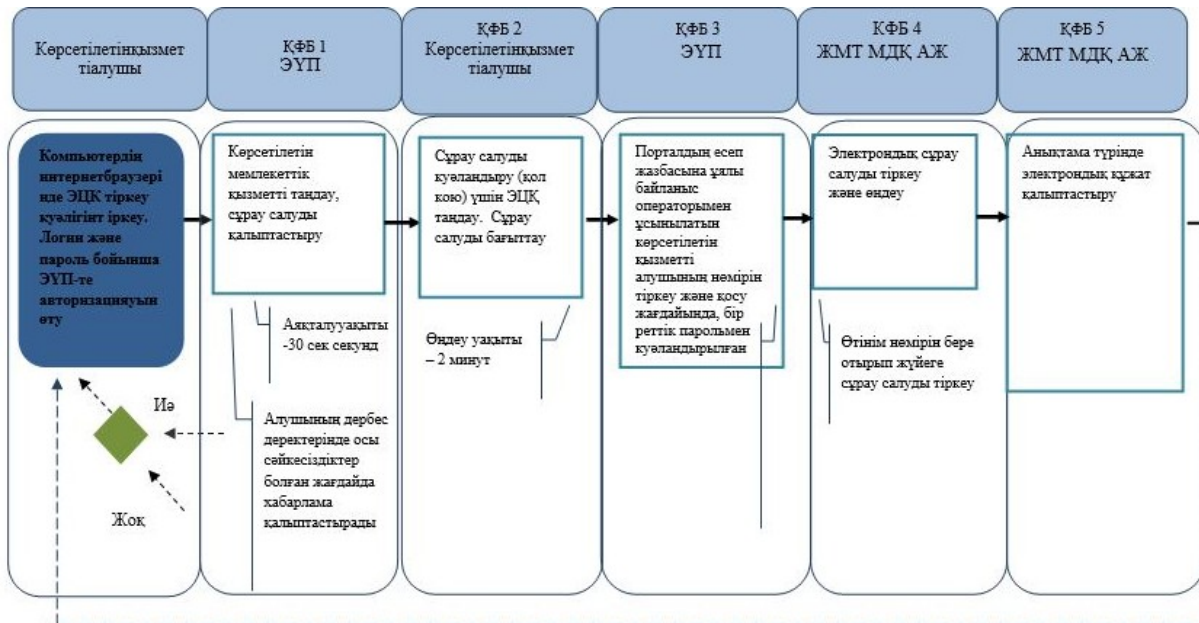 Көрсетілетінқызмет
тіалушы
ҚФБ 1
ЭҮП
ҚФБ 2
Көрсетілетінқызмет
тіалушы
ҚФБ 3
ЭҮП
ҚФБ 4
ЖМТ МДҚ АЖ
ҚФБ 5
ЖМТ МДҚ АЖ
Компьютердің
интернетбраузері
нде ЭЦК тіркеу
куәлігінт іркеу.
Логин және
пароль бойынша
ЭҮП-те
авторизацияуын
өту
Иә
Жоқ
Көрсетілетін
мемлекеттік
қызметті таңдау,
сұрау салуды
қалыптастыру
Аяқталууақыты
-30 сек секунд
Алушының дербес
деректерінде осы
сәйкесіздіктер
болған жағдайда
хабарлама
қалыптастырады
Сұрау салуды
куәландыру (қол
кою) үшін ЭЦҚ
таңдау. Сұрау
салуды бағыттау
Өңдеу уақыты
– 2 минут
Порталдың есеп
жазбасына ұялы
байланыс
операторымен
ұсынылатын
көрсетілетін
қызметті
алушының нөмірін
тіркеу және қосу
жағдайында, бір
реттік парольмен
куәландырылған
Электрондық сұрау
салуды тіркеу
және өңдеу
Өтінім нөмірін бере
отырып жүйеге
сұрау салуды тіркеу
Анықтама түрінде
электрондық құжат
қалыптастыру